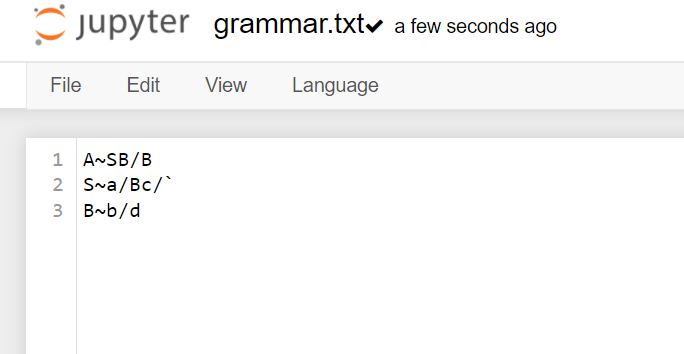 jupyter grammar.txt✔ a few seconds ago
File Edit View Language
1 A~SB/B
2 S~a/Bc/`
3 B~b/d